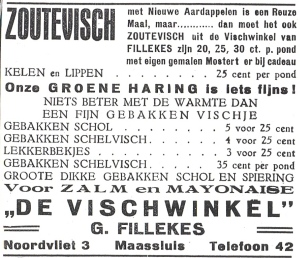 ZOUTEVISCH
met Nieuwe Aardappelen is een Reuze
Maal, maar............ dan moet het ook
ZOUTEVISCH uit de Vischwinkel van
FILLEKES zijn 20, 25, 30 ct. p. pond
met eigen gemalen Mostert er bij cadeau
KELEN en LIPPEN . . . . . . . . 25 cent per pond
Onze GROENE HARING is iets fijns!
NIETS BETER MET DE WARMTE DAN
EEN FIJN GEBAKKEN VISCHJE
GEBAKKEN SCHOL . . . . . . . . 5 voor 25 cent
GEBAKKEN SCHELVISCH . . . . . . 4 voor 25 cent
LEKKERBEKJES . . . . . . . . . 3 voor 25 cent
GEBAKKEN SCHELVISCH . . . . . 35 cent per pond
GROOTE DIKKE GEBAKKEN SCHOL EN SPIERING
Voor ZALM en MAYONAISE
„DE VISCHWINKEL"
G. FILLEKES
Noordvliet 3 Maassluis Telefoon 42